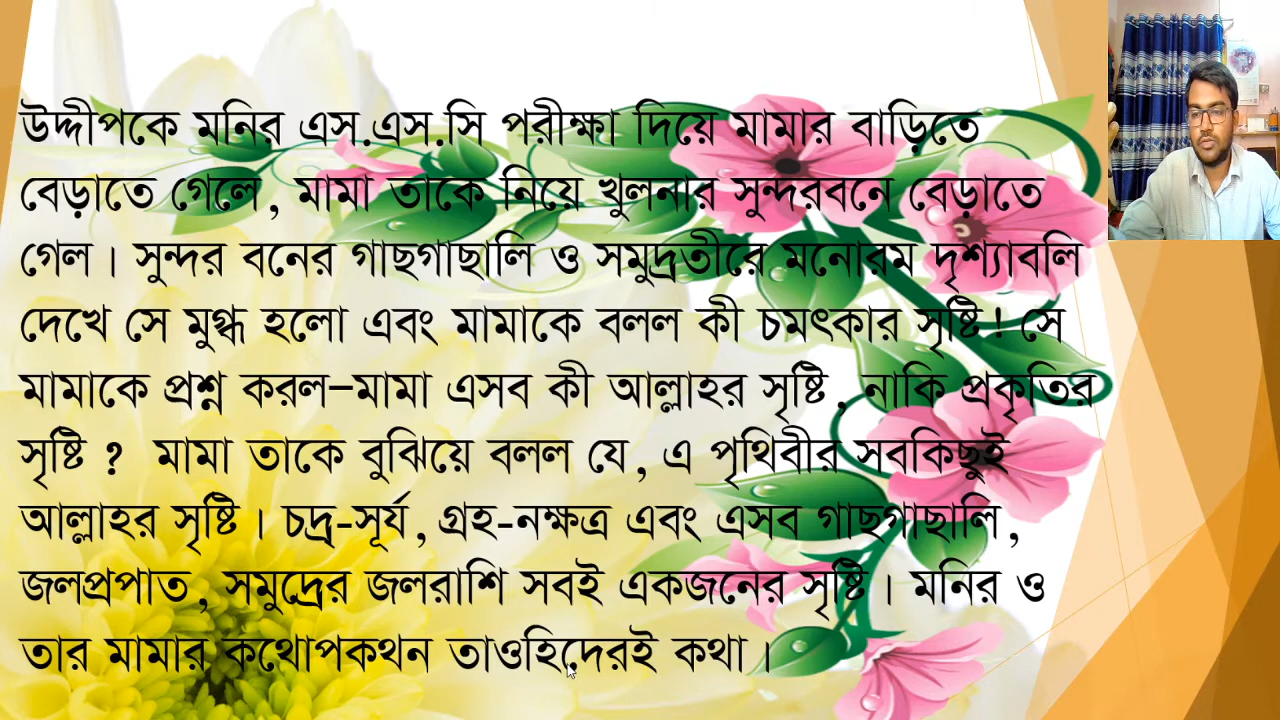 উদ্দীপকে মনির এস.এস.সি পরীক্ষা দিয়ে মামার বাড়িতে
বেড়াতে গেলে, মামা তাকে নিয়ে খুলনার সুন্দরবনে বেড়াতে
গেল। সুন্দর বনের গাছগাছালি ও সমুদ্রতীরে মনোরম দৃশ্যাবলি
দেখে সে মুগ্ধ হলো এবং মামাকে বলল কী চমৎকার সৃষ্টি! সে
মামাকে প্রশ্ন করল–মামা এসব কী আল্লাহর সৃষ্টি, নাকি প্রকৃতির
সৃষ্টি ? মামা তাকে বুঝিয়ে বলল যে, এ পৃথিবীর সবকিছুই
আল্লাহর সৃষ্টি। চদ্র-সূর্য, গ্রহ-নক্ষত্র এবং এসব গাছগাছালি,
জলপ্রপাত, সমুদ্রের জলরাশি সবই একজনের সৃষ্টি। মনির ও
তার মামার কথোপকথন তাওহিদেরই কথা।